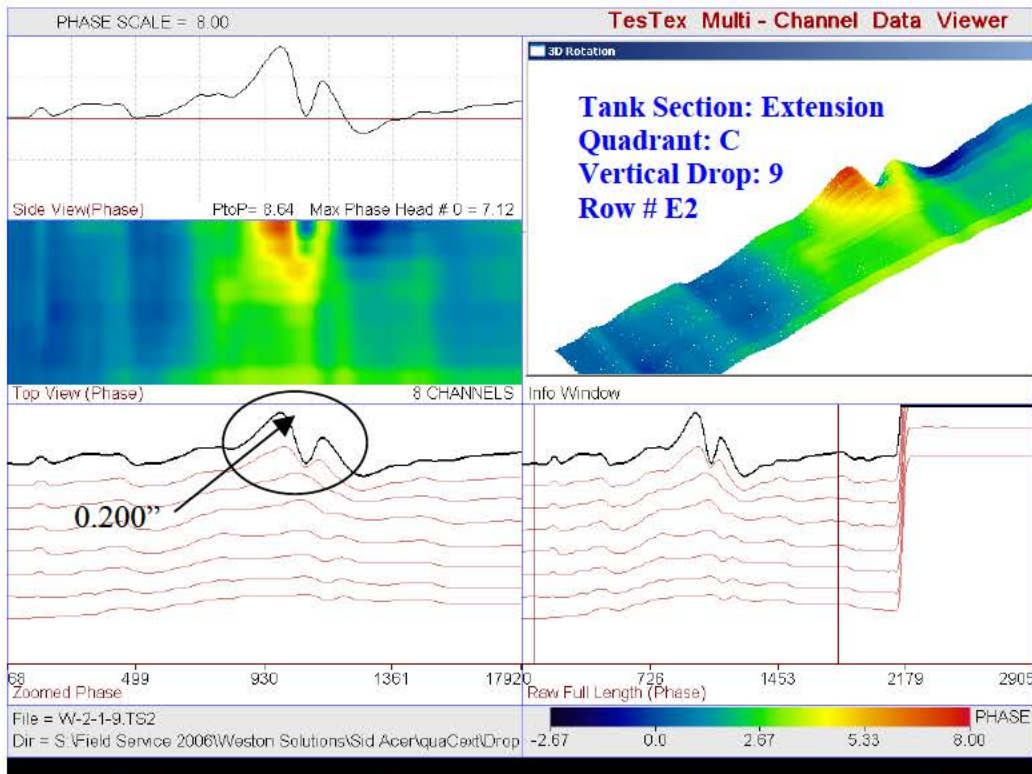 PHASE SCALE = 8.00
TesTex Multi - Channel Data Viewer
3D Rotation
Tank Section: Extension
Quadrant: C
Vertical Drop: 9
Row # E2
Side View(Phase) PtoP= 8.64 Max Phase Head # 0 = 7.12
Top View (Phase) 8 CHANNELS
Info Window
0.200”
68 499 930 1361 1792
Zoomed Phase
0 726 1453 2179 2905
Raw Full Length (Phase)
File = W-2-1-9.TS2
Dir = S:\Field Service 2006\Weston Solutions\Sid Acer\quaCext\Drop
PHASE
-2.67 0.0 2.67 5.33 8.00